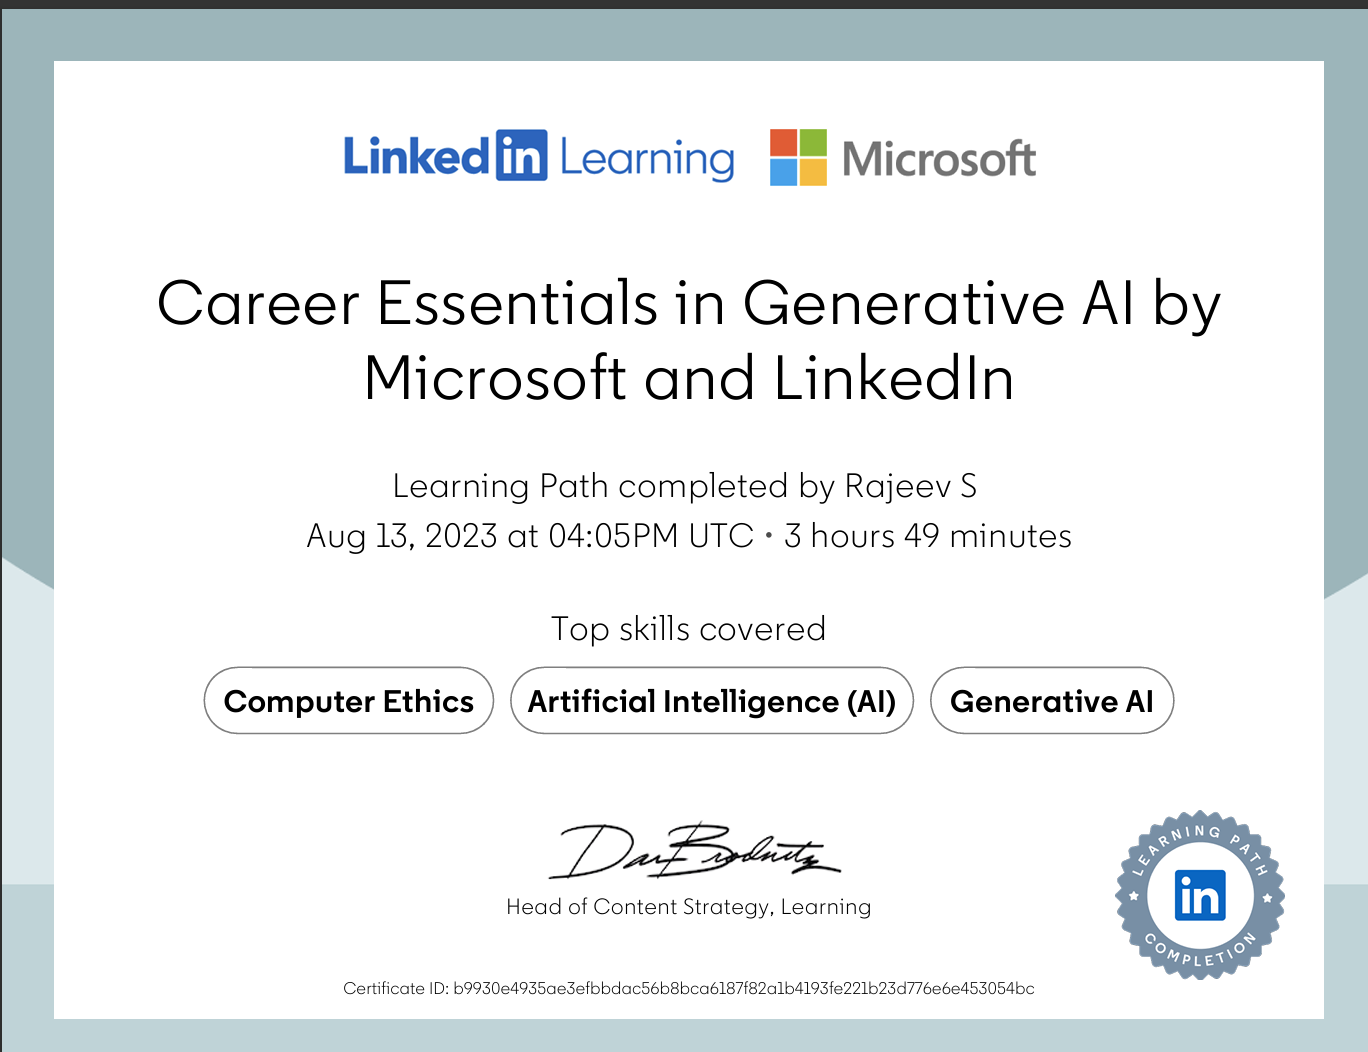 Linked in Learning Microsoft
Career Essentials in Generative AI by
Microsoft and LinkedIn
Learning Path completed by Rajeev S
Aug 13, 2023 at 04:05PM UTC • 3 hours 49 minutes
Top skills covered
Computer Ethics Artificial Intelligence (AI) Generative AI
Dan Brodnitz
Head of Content Strategy, Learning
LEARNING PATH
in
COMPLETION
Certificate ID: b9930e4935ae3efbbdac56b8bca6187f82a1b4193fe221b23d776e6e453054bc